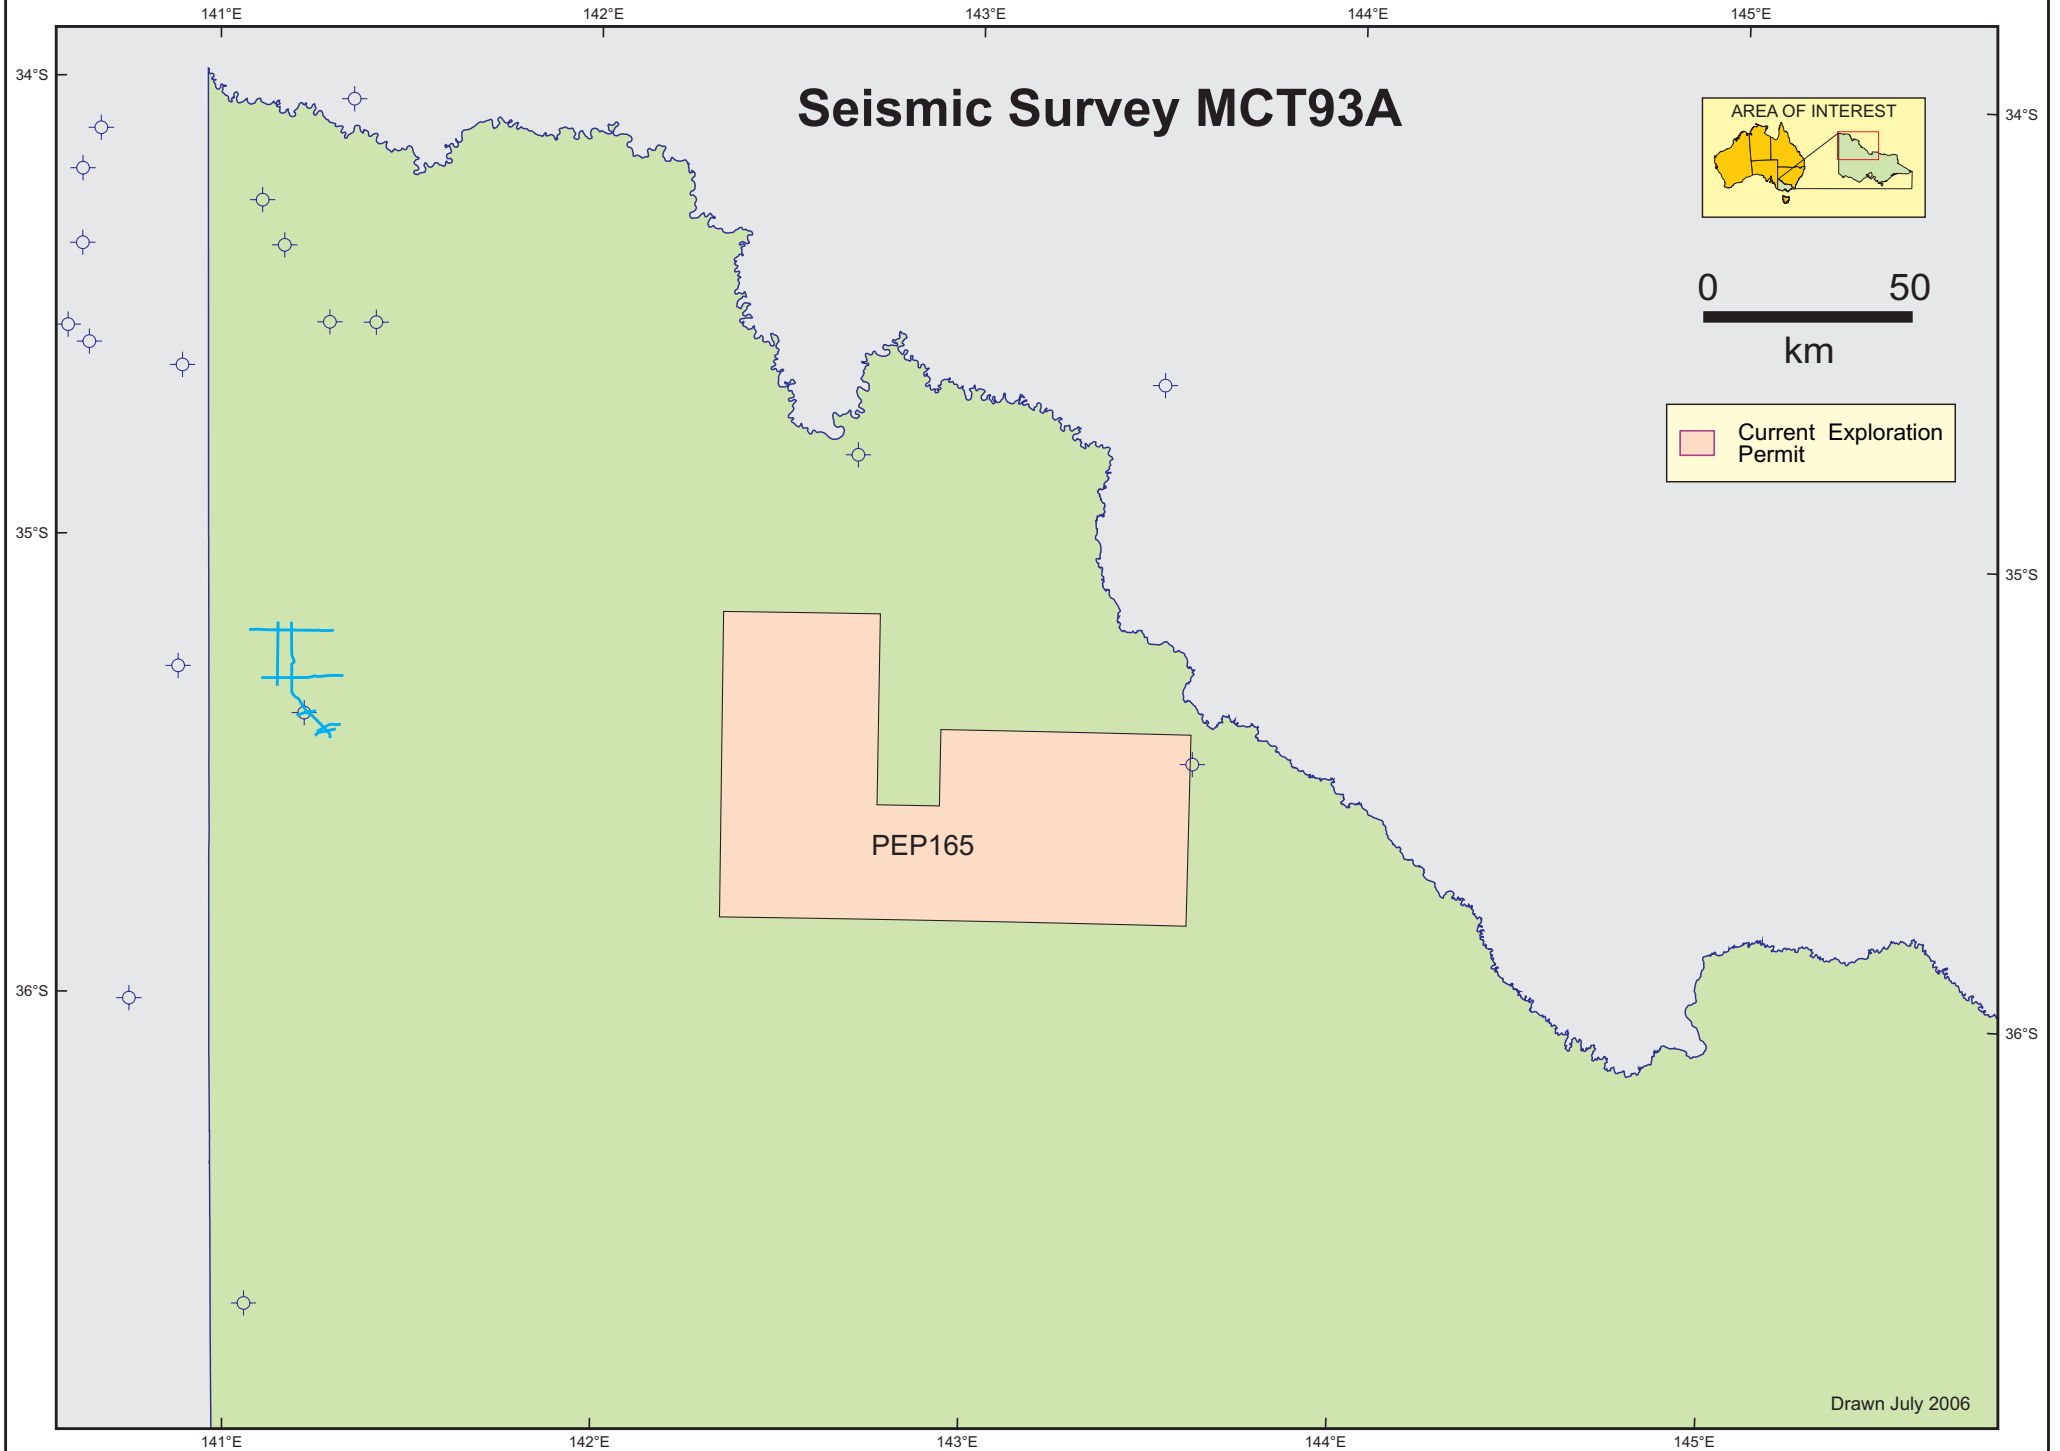 141°E
142°E
143°E
144°E
145°E
34°S
Seismic Survey MCT93A
AREA OF INTEREST
34°S
0
50
km
Current Exploration
Permit
35°S
35°S
PEP165
36°S
36°S
Drawn July 2006
141°E
142°E
143°E
144°E
145°E